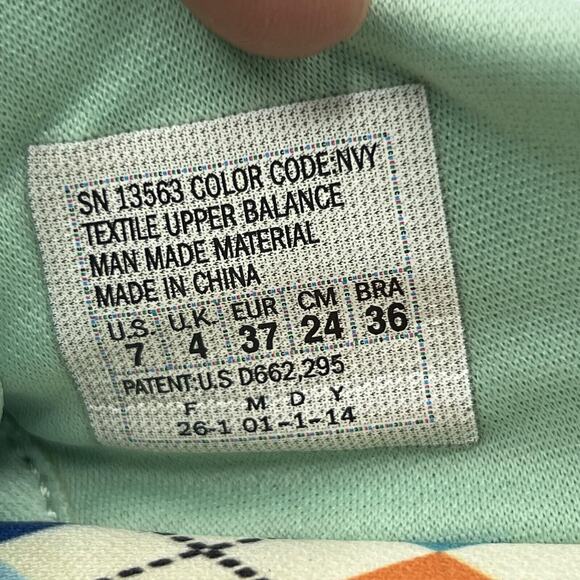 SN 13563 COLOR CODE:NVY
TEXTILE UPPER BALANCE
MAN MADE MATERIAL
MADE IN CHINA
U.S. U.K. EUR CM BRA
7 4 37 24 36
PATENT:U.S D662,295
F M D Y
26-1 01-1-14